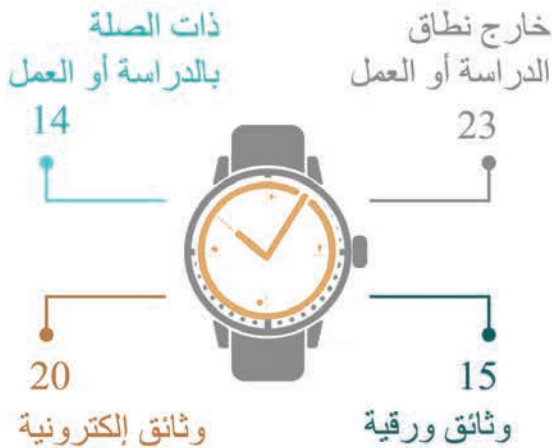 خارج نطاق
الدراسة أو العمل
23
ذات الصلة
بالدراسة أو العمل
14
15
وثائق ورقية
20
وثائق إلكترونية